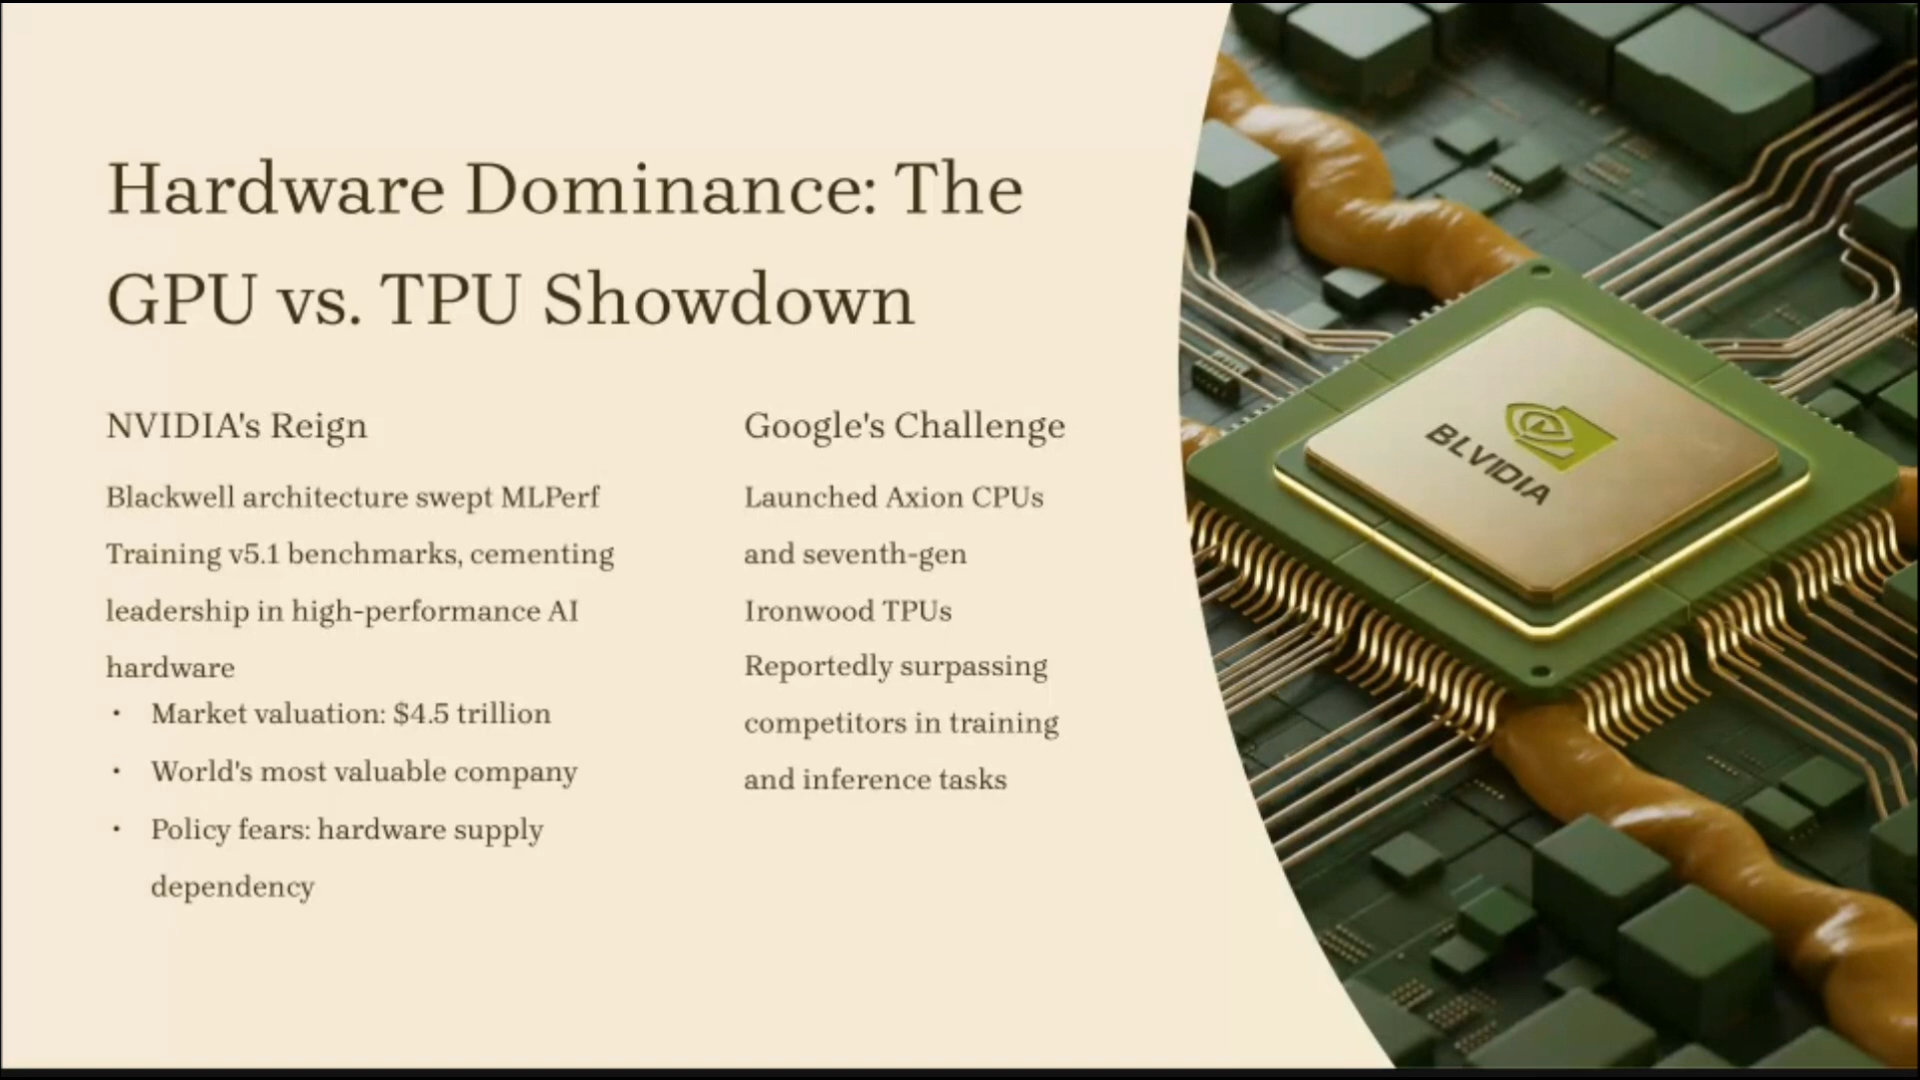 Hardware Dominance: The
GPU vs. TPU Showdown
NVIDIA's Reign
Blackwell architecture swept MLPerf
Training v5.1 benchmarks, cementing
leadership in high-performance AI
hardware
• Market valuation: $4.5 trillion
• World's most valuable company
• Policy fears: hardware supply
dependency
Google's Challenge
Launched Axion CPUs
and seventh-gen
Ironwood TPUs
Reportedly surpassing
competitors in training
and inference tasks
BLVIDIA